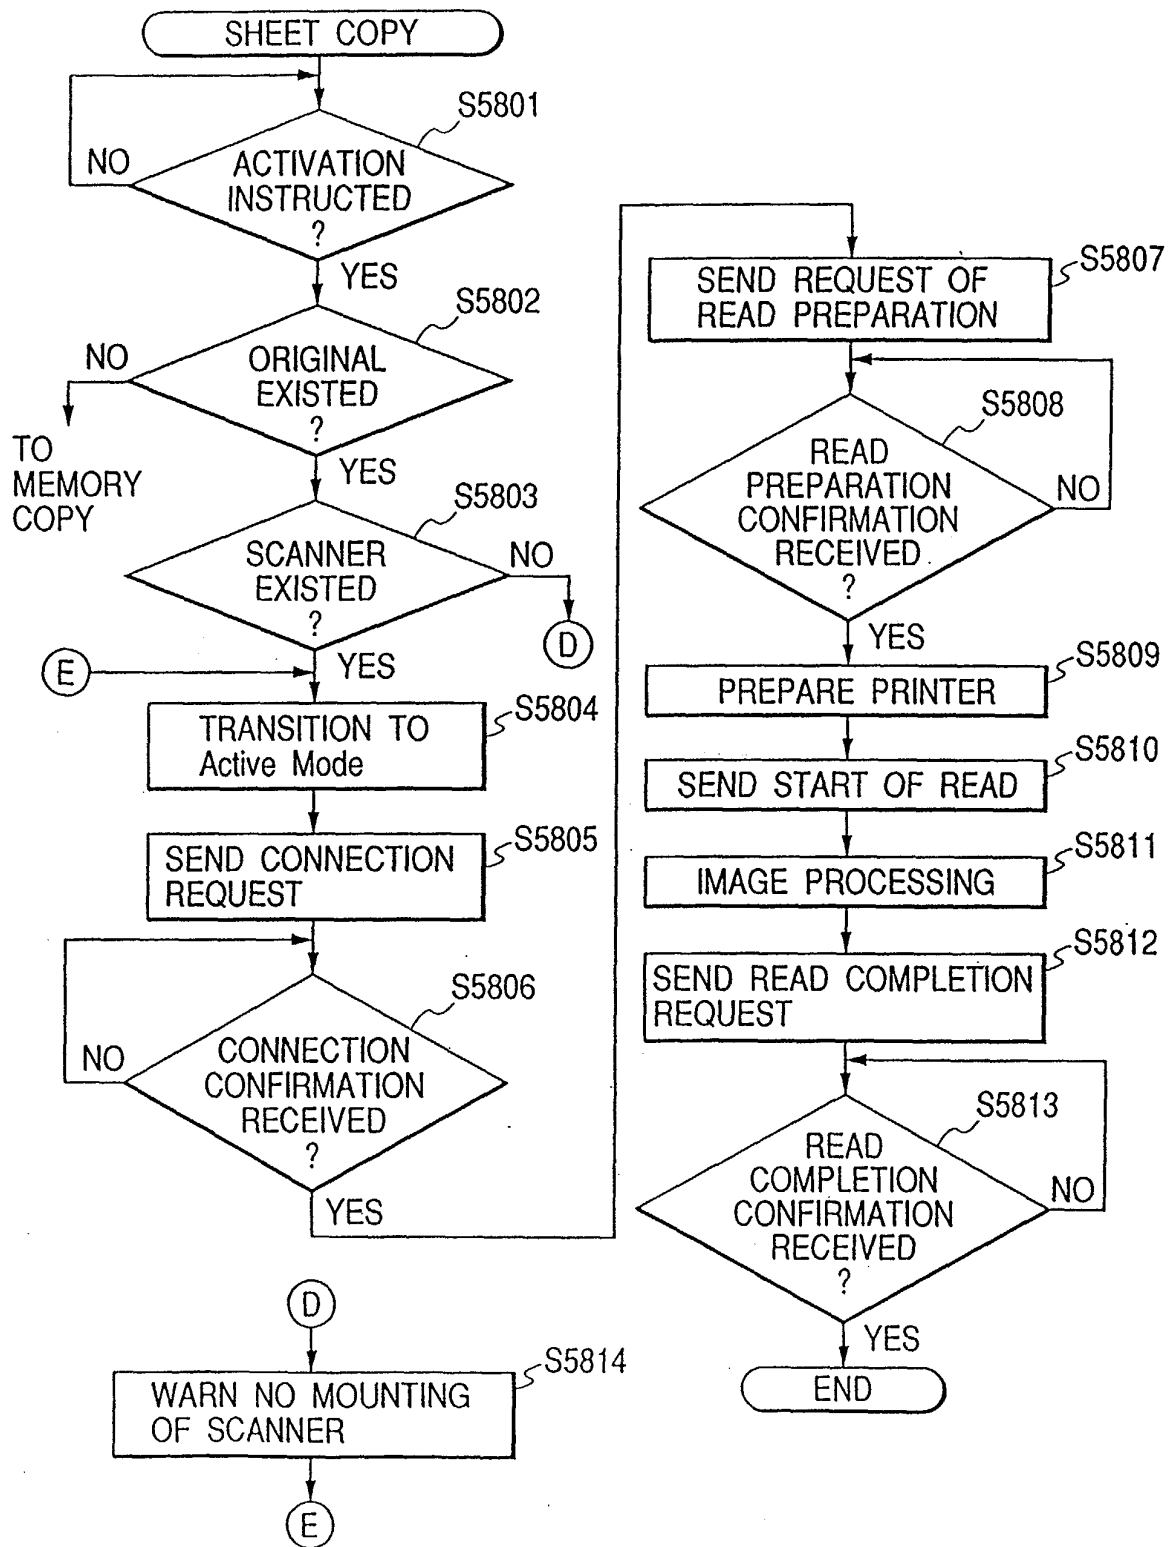 SHEET COPY
S5801
NO
ACTIVATION
INSTRUCTED
?
YES
S5802
NO
ORIGINAL
EXISTED
?
TO
MEMORY
COPY
YES
S5803
SCANNER
EXISTED
?
NO
D
E
YES
S5804
TRANSITION TO
Active Mode
S5805
SEND CONNECTION
REQUEST
S5806
NO
CONNECTION
CONFIRMATION
RECEIVED
?
YES
S5807
SEND REQUEST OF
READ PREPARATION
S5808
READ
PREPARATION
CONFIRMATION
RECEIVED
?
NO
YES
S5809
PREPARE PRINTER
S5810
SEND START OF READ
S5811
IMAGE PROCESSING
S5812
SEND READ COMPLETION
REQUEST
S5813
READ
COMPLETION
CONFIRMATION
RECEIVED
?
NO
YES
END
D
S5814
WARN NO MOUNTING
OF SCANNER
E